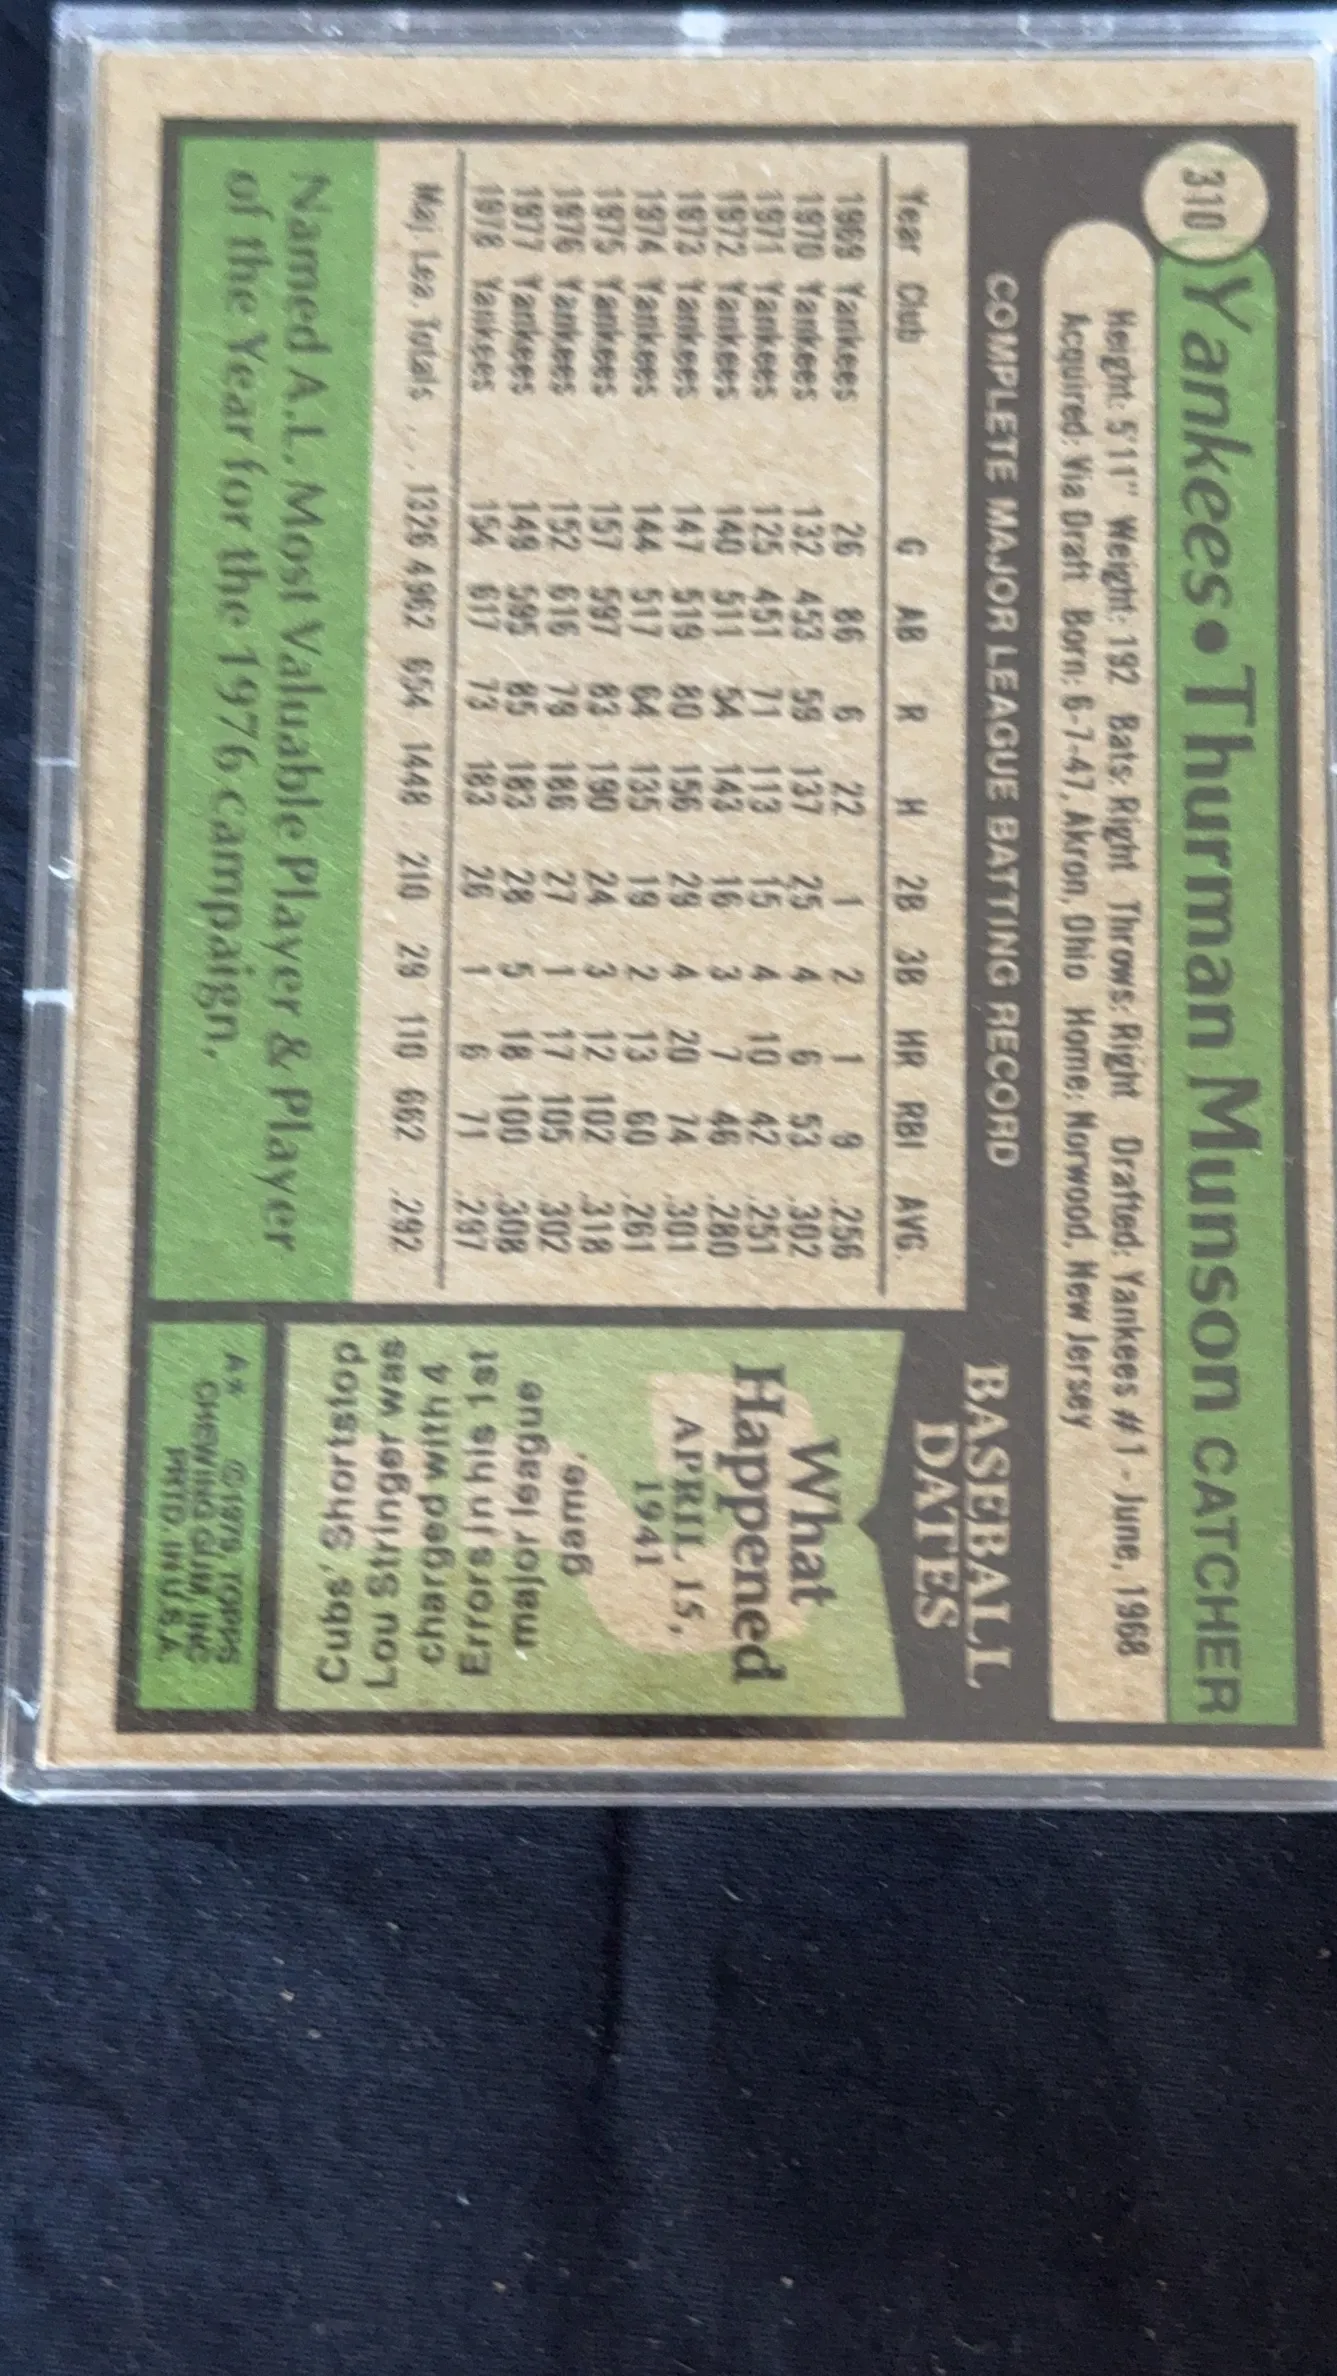 310
Yankees • Thurman Munson CATCHER
Height: 5'11" Weight: 192 Bats: Right Throws: Right Drafted: Yankees #1 - June, 1968
Acquired: Via Draft Born: 6-7-47, Akron, Ohio Home: Norwood, New Jersey
COMPLETE MAJOR LEAGUE BATTING RECORD
Year Club G AB R H 2B 3B HR RBI AVG.
1969 Yankees 26 86 6 22 1 2 1 9 .256
1970 Yankees 132 453 59 137 25 4 6 53 .302
1971 Yankees 125 451 71 113 15 4 10 42 .251
1972 Yankees 140 511 54 143 16 3 7 46 .280
1973 Yankees 147 519 80 156 29 4 20 74 .301
1974 Yankees 144 517 64 135 19 2 13 60 .261
1975 Yankees 157 597 83 190 24 3 12 102 .318
1976 Yankees 152 616 79 186 27 1 17 105 .302
1977 Yankees 149 595 85 183 28 5 18 100 .308
1978 Yankees 154 617 73 183 26 1 6 71 .297
Maj. Lea. Totals . . . 1326 4962 654 1448 210 29 110 662 .292
Named A.L. Most Valuable Player & Player
of the Year for the 1976 campaign.
BASEBALL
DATES
What
Happened
APRIL 15,
1941
Cubs' Shortstop
Lou Stringer was
charged with 4
Errors in his 1st
major league
game.
A* ©1979, TOPPS
CHEWING GUM, INC
PRTD. IN U.S.A.